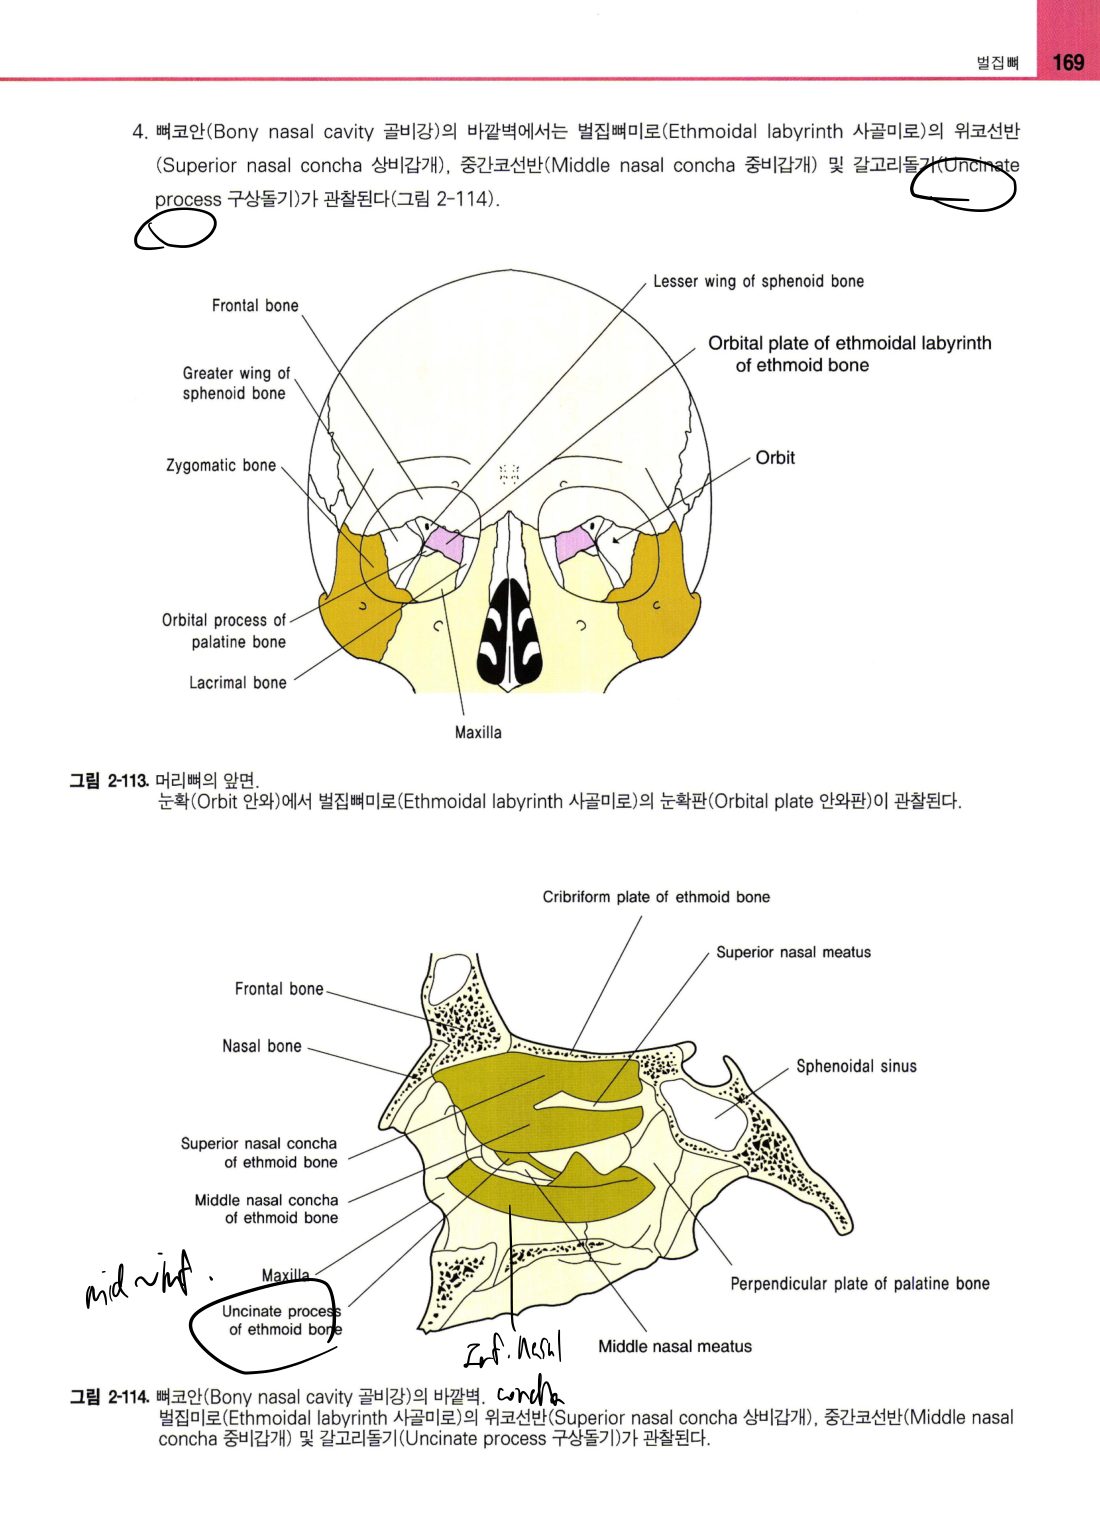 벌집뼈 169
4. 뼈코안(Bony nasal cavity 골비강)의 바깥벽에서는 벌집뼈미로(Ethmoidal labyrinth 사골미로)의 위코선반
(Superior nasal concha 상비갑개), 중간코선반(Middle nasal concha 중비갑개) 및 갈고리돌기(Uncinate
process 구상돌기)가 관찰된다(그림 2-114).
Lesser wing of sphenoid bone
Frontal bone
Orbital plate of ethmoidal labyrinth
of ethmoid bone
Greater wing of
sphenoid bone
Zygomatic bone
Orbit
Orbital process of
palatine bone
Lacrimal bone
Maxilla
그림 2-113. 머리뼈의 앞면.
눈확(Orbit 안와)에서 벌집뼈미로(Ethmoidal labyrinth 사골미로)의 눈확판(Orbital plate 안와판)이 관찰된다.
Cribriform plate of ethmoid bone
Superior nasal meatus
Frontal bone
Nasal bone
Sphenoidal sinus
Superior nasal concha
of ethmoid bone
Middle nasal concha
of ethmoid bone
mid ~ inf.
Maxilla
Perpendicular plate of palatine bone
Uncinate process
of ethmoid bone
Middle nasal meatus
Inf. nasal
concha
그림 2-114. 뼈코안(Bony nasal cavity 골비강)의 바깥벽.
벌집미로(Ethmoidal labyrinth 사골미로)의 위코선반(Superior nasal concha 상비갑개), 중간코선반(Middle nasal
concha 중비갑개) 및 갈고리돌기(Uncinate process 구상돌기)가 관찰된다.